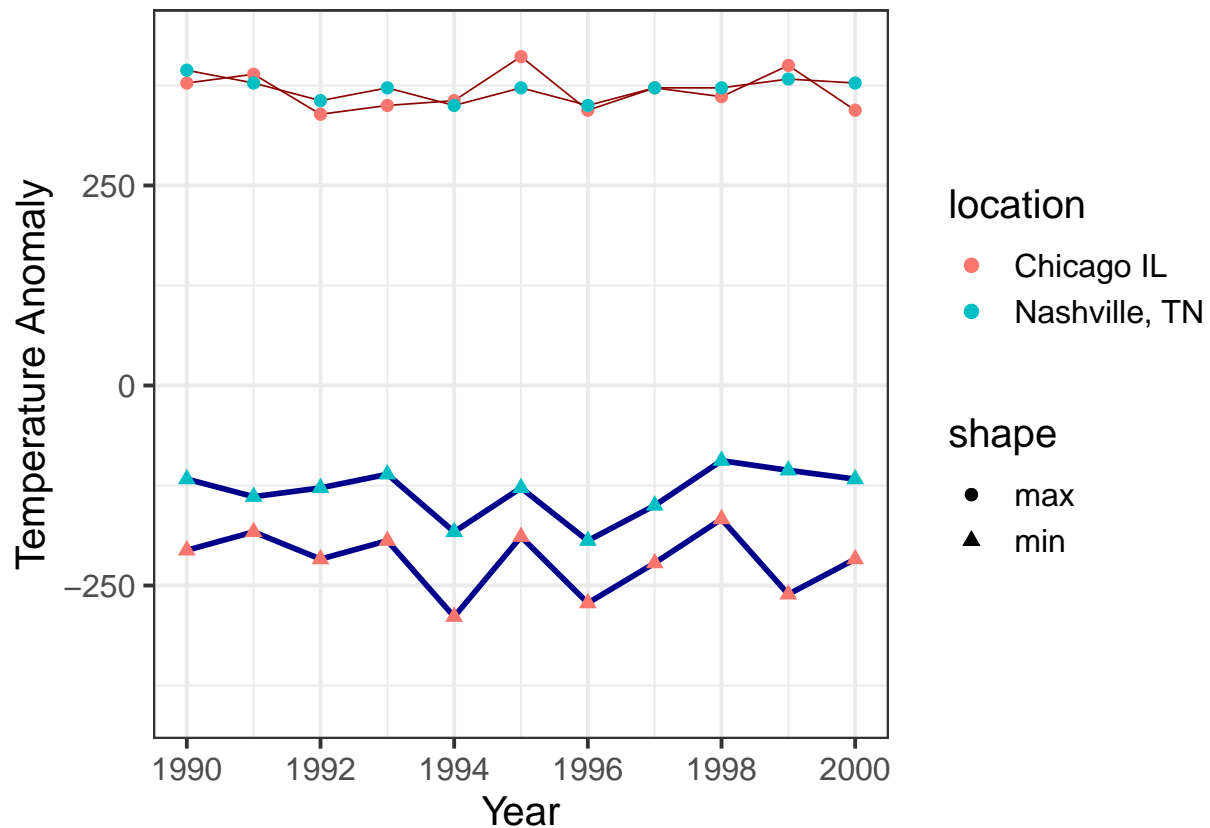 Temperature Anomaly
250
0
−250
1990
1992
1994
1996
1998
2000
Year
location
Chicago IL
Nashville, TN
shape
max
min